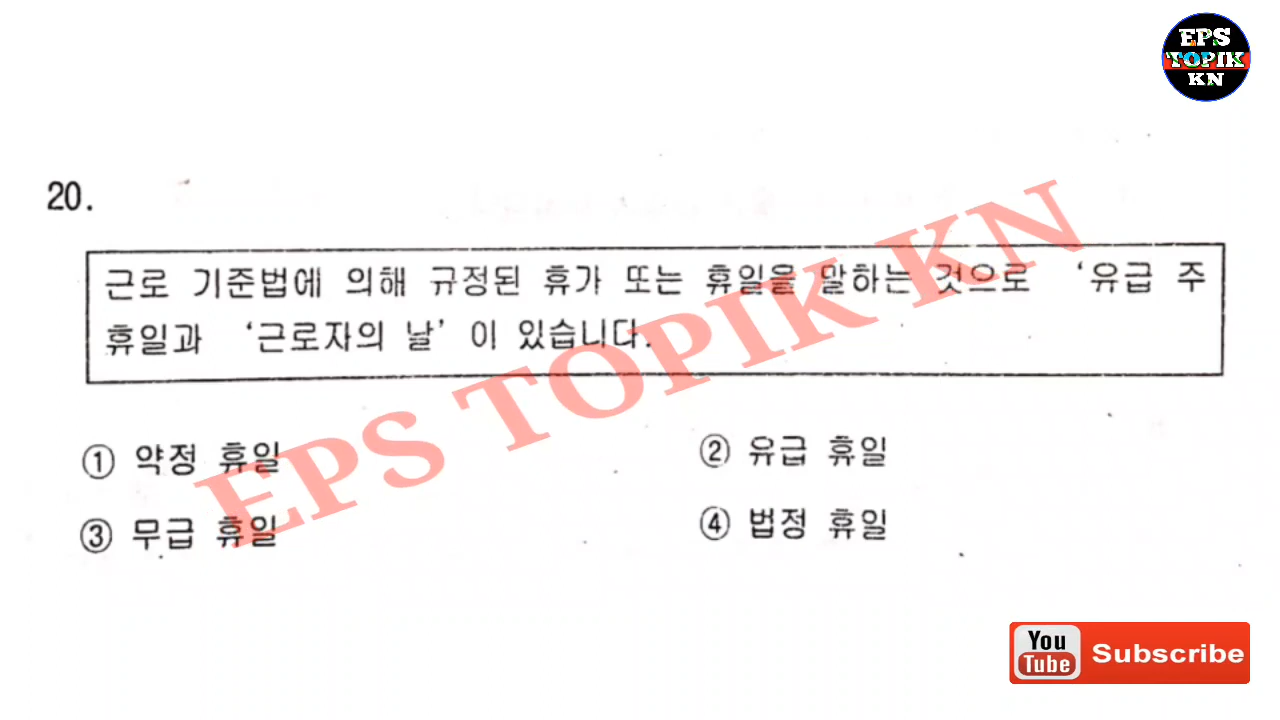 EPS
TOPIK
KN
20.
근로 기준법에 의해 규정된 휴가 또는 휴일을 말하는 것으로 ‘유급 주
휴일과 ‘근로자의 날’ 이 있습니다.
EPS TOPIK KN
① 약정 휴일
② 유급 휴일
③ 무급 휴일
④ 법정 휴일
You
Tube
Subscribe